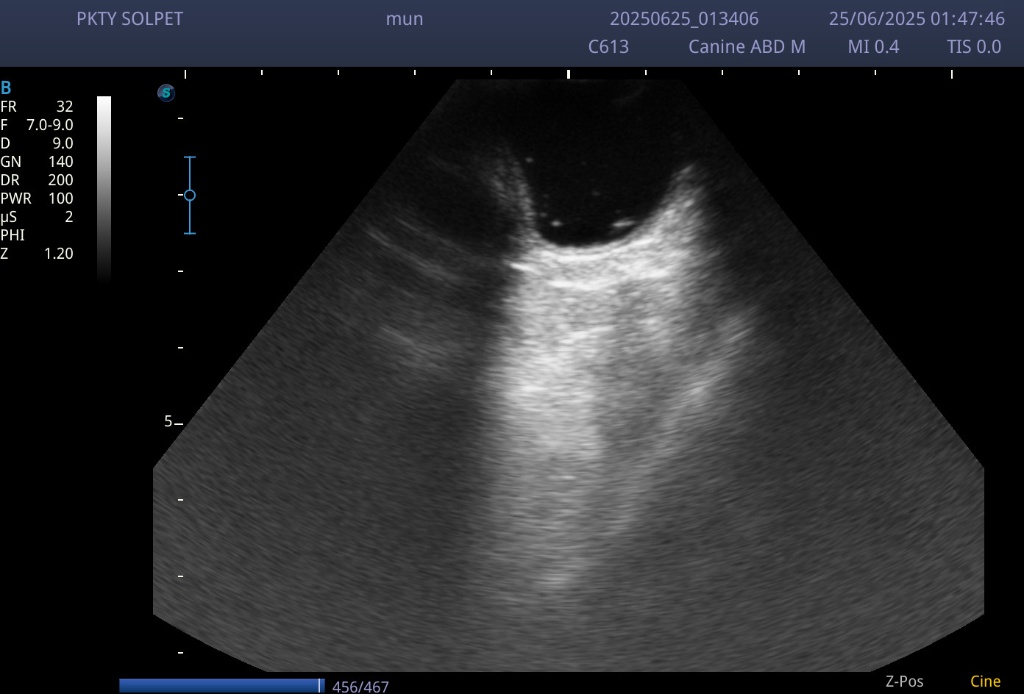 PKTY SOLPET mun 20250625_013406 25/06/2025 01:47:46
C613 Canine ABD M MI 0.4 TIS 0.0
B
S
FR 32
F 7.0-9.0
D 9.0
GN 140
DR 200
PWR 100
µS 2
PHI
Z 1.20
5
456/467
Z-Pos Cine